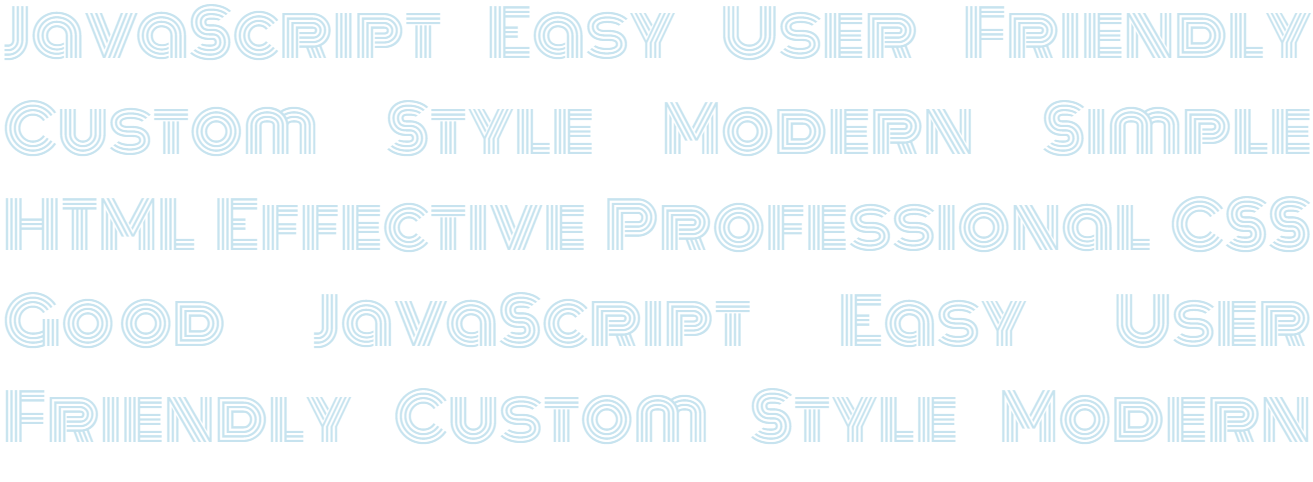 JavaScript Easy User Friendly
Custom Style Modern Simple
HTML Effective Professional CSS
Good JavaScript Easy User
Friendly Custom Style Modern